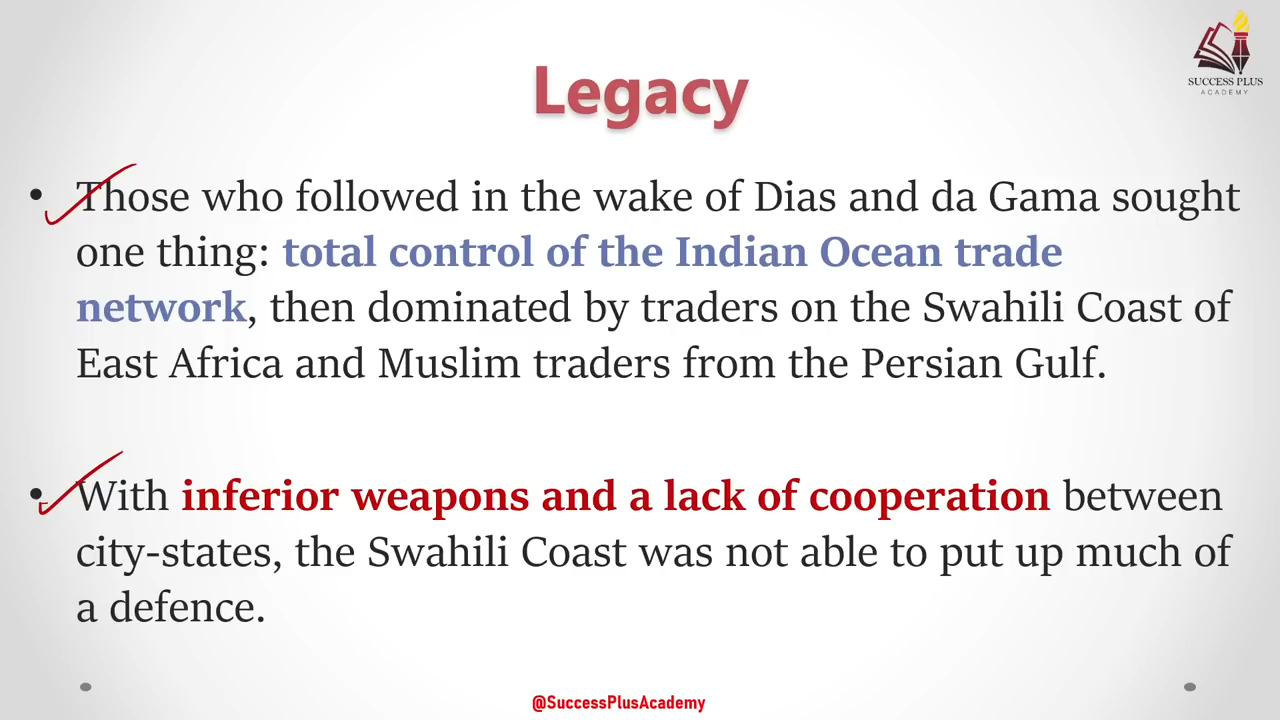 SUCCESS PLUS
ACADEMY
Legacy
• Those who followed in the wake of Dias and da Gama sought
one thing: total control of the Indian Ocean trade
network, then dominated by traders on the Swahili Coast of
East Africa and Muslim traders from the Persian Gulf.
• With inferior weapons and a lack of cooperation between
city-states, the Swahili Coast was not able to put up much of
a defence.
@SuccessPlusAcademy